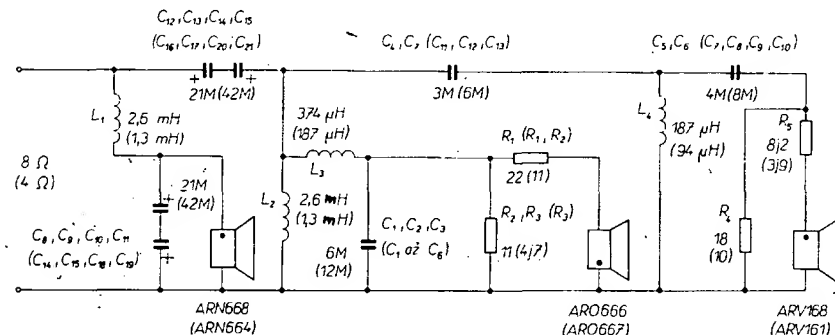 C12, C13, C14, C15
(C16, C17, C20, C21)
21M (42M)
C4, C7 (C11, C12, C13)
3M (6M)
C5, C6 (C7, C8, C9, C10)
4M (8M)
L1
2,6 mH
(1,3 mH)
374 µH
(187 µH)
L3
R1 (R1, R2)
22 (11)
L4
187 µH
(94 µH)
R5
8j2
(3j9)
8 Ω
(4 Ω)
21M
(42M)
L2
2,6 mH
(1,3 mH)
C1, C2, C3
(C1 až C6)
6M
(12M)
R2, R3 (R3)
11 (4j7)
R4
18
(10)
C8, C9, C10, C11
(C14, C15, C18, C19)
ARN668
(ARN664)
ARO666
(ARO667)
ARV168
(ARV161)